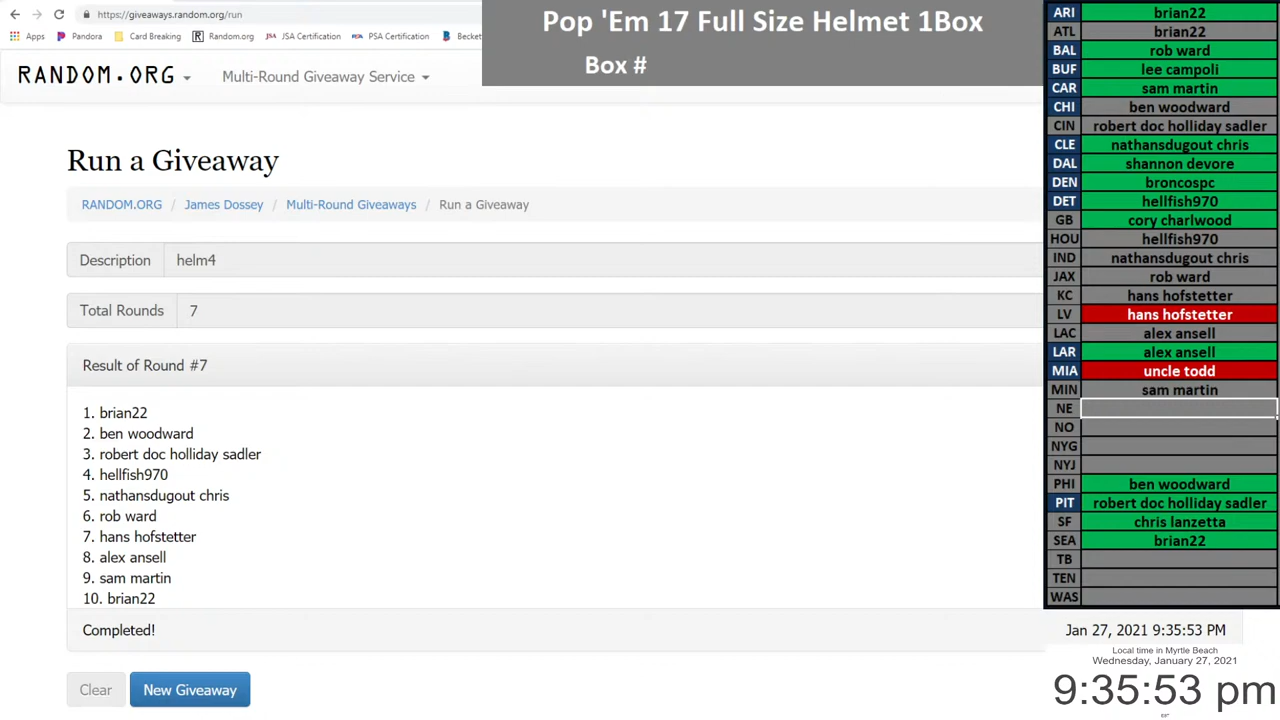 https://giveaways.random.org/run
Apps Pandora Card Breaking Random.org JSA Certification PSA Certification Becket
Pop 'Em 17 Full Size Helmet 1Box
Box #
RANDOM.ORG Multi-Round Giveaway Service
Run a Giveaway
RANDOM.ORG / James Dossey / Multi-Round Giveaways / Run a Giveaway
Description helm4
Total Rounds 7
Result of Round #7
1. brian22
2. ben woodward
3. robert doc holliday sadler
4. hellfish970
5. nathansdugout chris
6. rob ward
7. hans hofstetter
8. alex ansell
9. sam martin
10. brian22
Completed!
Clear New Giveaway
ARI brian22
ATL brian22
BAL rob ward
BUF lee campoli
CAR sam martin
CHI ben woodward
CIN robert doc holliday sadler
CLE nathansdugout chris
DAL shannon devore
DEN broncospc
DET hellfish970
GB cory charlwood
HOU hellfish970
IND nathansdugout chris
JAX rob ward
KC hans hofstetter
LV hans hofstetter
LAC alex ansell
LAR alex ansell
MIA uncle todd
MIN sam martin
NE
NO
NYG
NYJ
PHI ben woodward
PIT robert doc holliday sadler
SF chris lanzetta
SEA brian22
TB
TEN
WAS
Jan 27, 2021 9:35:53 PM
Local time in Myrtle Beach
Wednesday, January 27, 2021
9:35:53 pm